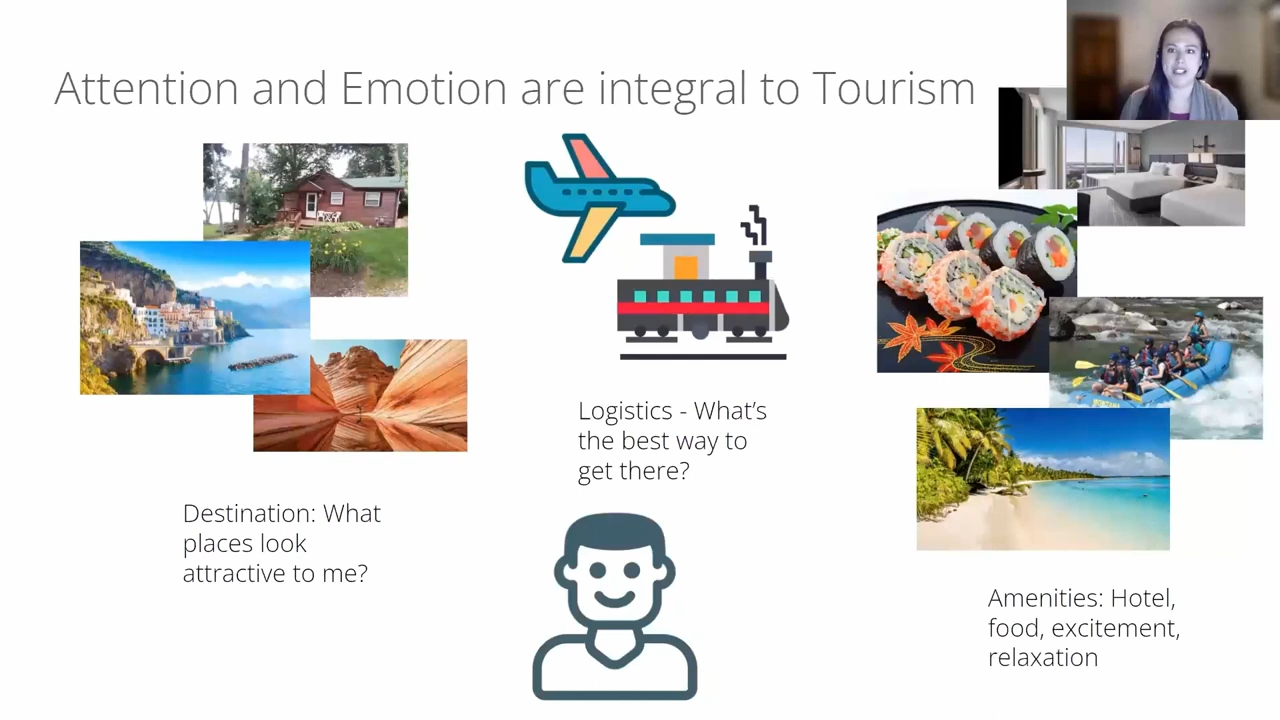 Attention and Emotion are integral to Tourism
Destination: What
places look
attractive to me?
Logistics - What's
the best way to
get there?
Amenities: Hotel,
food, excitement,
relaxation